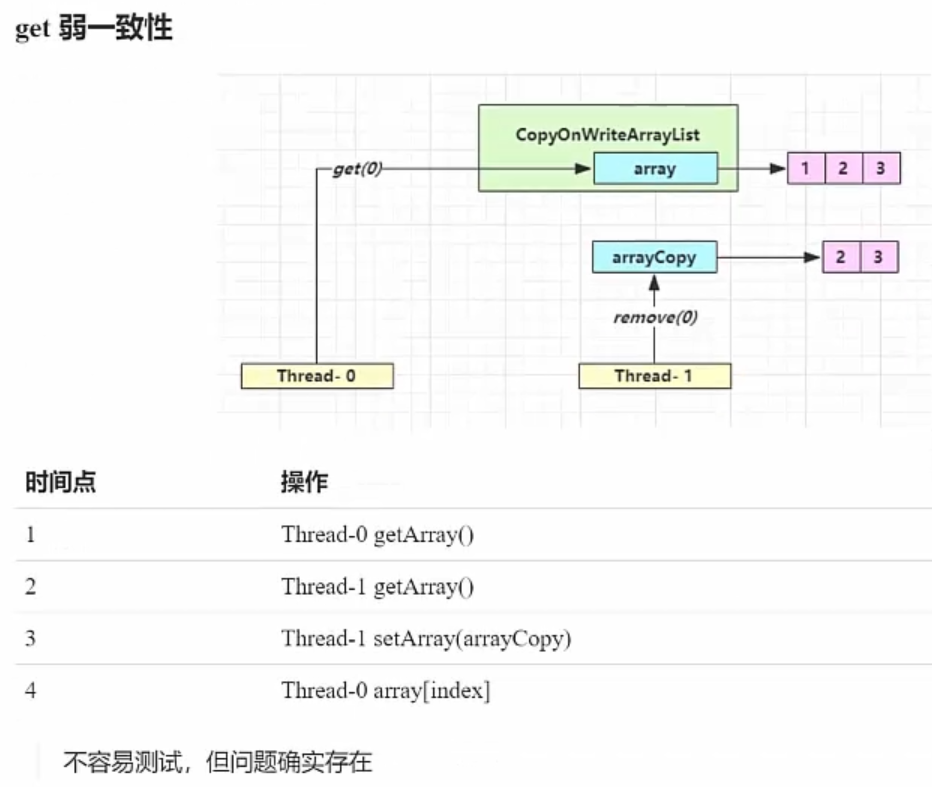 get 弱一致性
CopyOnWriteArrayList
get(0)
array
1 2 3
arrayCopy
2 3
remove(0)
Thread- 0
Thread- 1
时间点 操作
1 Thread-0 getArray()
2 Thread-1 getArray()
3 Thread-1 setArray(arrayCopy)
4 Thread-0 array[index]
不容易测试，但问题确实存在